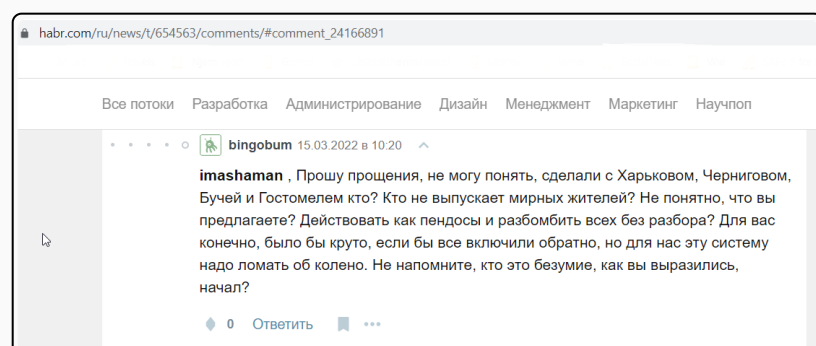 habr.com/ru/news/t/654563/comments/#comment_24166891
Все потоки Разработка Администрирование Дизайн Менеджмент Маркетинг Научпоп
bingobum 15.03.2022 в 10:20
imashaman , Прошу прощения, не могу понять, сделали с Харьковом, Черниговом,
Бучей и Гостомелем кто? Кто не выпускает мирных жителей? Не понятно, что вы
предлагаете? Действовать как пендосы и разбомбить всех без разбора? Для вас
конечно, было бы круто, если бы все включили обратно, но для нас эту систему
надо ломать об колено. Не напомните, кто это безумие, как вы выразились,
начал?
0 Ответить